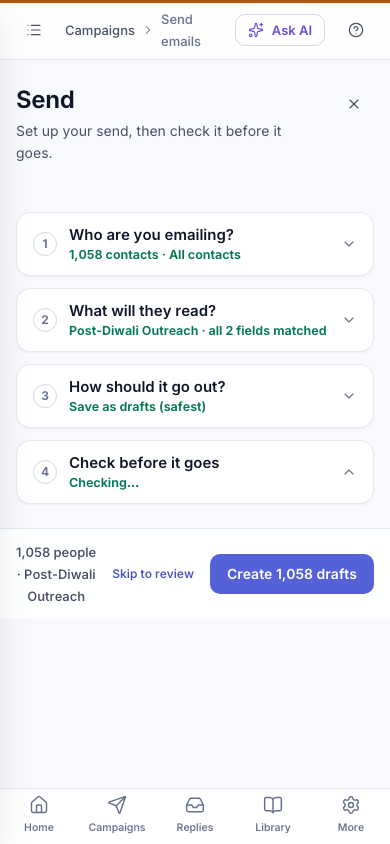 Campaigns
Send
emails
Ask AI
Send
Set up your send, then check it before it
goes.
1
Who are you emailing?
1,058 contacts · All contacts
2
What will they read?
Post-Diwali Outreach · all 2 fields matched
3
How should it go out?
Save as drafts (safest)
4
Check before it goes
Checking...
1,058 people
· Post-Diwali
Outreach
Skip to review
Create 1,058 drafts
Home
Campaigns
Replies
Library
More